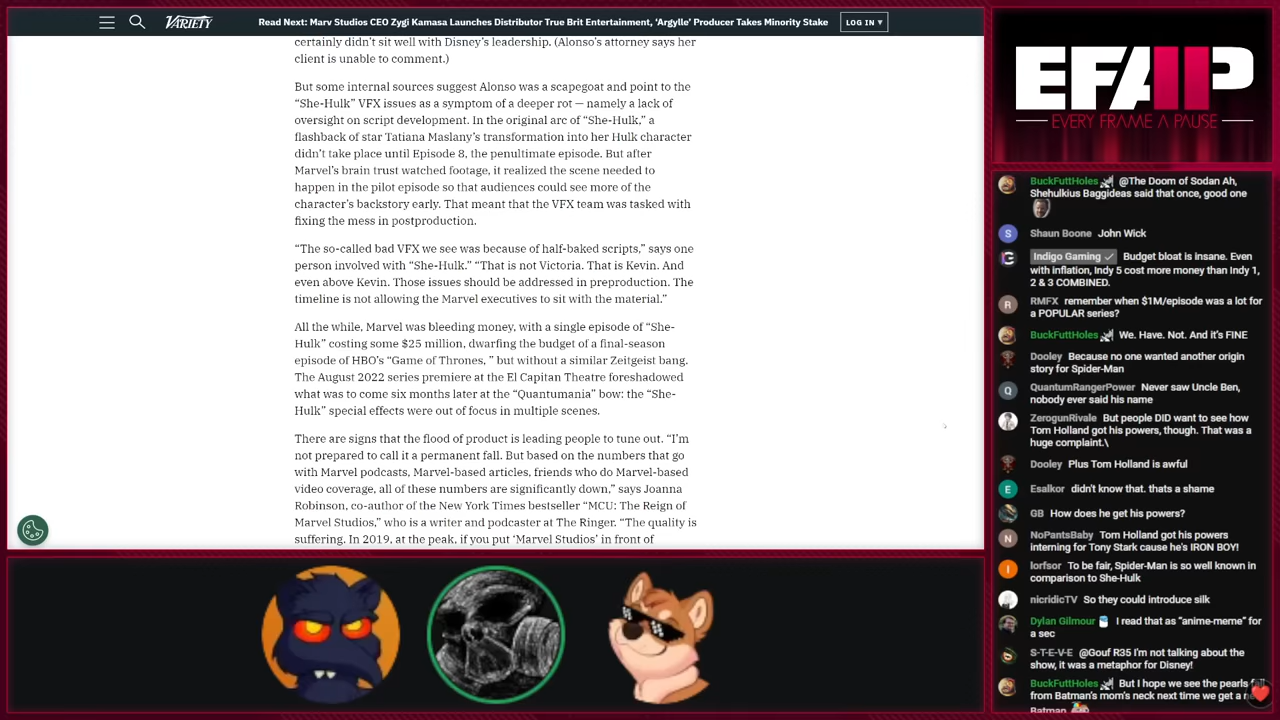 VARIETY
Read Next: Marv Studios CEO Zygi Kamasa Launches Distributor True Brit Entertainment, ‘Argylle’ Producer Takes Minority Stake
LOG IN ▾
certainly didn’t sit well with Disney’s leadership. (Alonso’s attorney says her
client is unable to comment.)
But some internal sources suggest Alonso was a scapegoat and point to the
“She-Hulk” VFX issues as a symptom of a deeper rot — namely a lack of
oversight on script development. In the original arc of “She-Hulk,” a
flashback of star Tatiana Maslany’s transformation into her Hulk character
didn’t take place until Episode 8, the penultimate episode. But after
Marvel’s brain trust watched footage, it realized the scene needed to
happen in the pilot episode so that audiences could see more of the
character’s backstory early. That meant that the VFX team was tasked with
fixing the mess in postproduction.
“The so-called bad VFX we see was because of half-baked scripts,” says one
person involved with “She-Hulk.” “That is not Victoria. That is Kevin. And
even above Kevin. Those issues should be addressed in preproduction. The
timeline is not allowing the Marvel executives to sit with the material.”
All the while, Marvel was bleeding money, with a single episode of “She-
Hulk” costing some $25 million, dwarfing the budget of a final-season
episode of HBO’s “Game of Thrones, ” but without a similar Zeitgeist bang.
The August 2022 series premiere at the El Capitan Theatre foreshadowed
what was to come six months later at the “Quantumania” bow: the “She-
Hulk” special effects were out of focus in multiple scenes.
There are signs that the flood of product is leading people to tune out. “I’m
not prepared to call it a permanent fall. But based on the numbers that go
with Marvel podcasts, Marvel-based articles, friends who do Marvel-based
video coverage, all of these numbers are significantly down,” says Joanna
Robinson, co-author of the New York Times bestseller “MCU: The Reign of
Marvel Studios,” who is a writer and podcaster at The Ringer. “The quality is
suffering. In 2019, at the peak, if you put ‘Marvel Studios’ in front of
EFAP
EVERY FRAME A PAUSE
BuckFuttHoles @The Doom of Sodan Ah,
Shehulkius Baggideas said that once, good one
Shaun Boone John Wick
Indigo Gaming ✓ Budget bloat is insane. Even
with inflation, Indy 5 cost more money than Indy 1,
2 & 3 COMBINED.
RMFX remember when $1M/episode was a lot for
a POPULAR series?
BuckFuttHoles We. Have. Not. And it's FINE
Dooley Because no one wanted another origin
story for Spider-Man
QuantumRangerPower Never saw Uncle Ben,
nobody ever said his name
ZerogunRivale But people DID want to see how
Tom Holland got his powers, though. That was a
huge complaint.\
Dooley Plus Tom Holland is awful
Esalkor didn't know that. thats a shame
GB How does he get his powers?
NoPantsBaby Tom Holland got his powers
interning for Tony Stark cause he's IRON BOY!
lorfsor To be fair, Spider-Man is so well known in
comparison to She-Hulk
nicridicTV So they could introduce silk
Dylan Gilmour I read that as “anime-meme” for
a sec
S-T-E-V-E @Gouf R35 I'm not talking about the
show, it was a metaphor for Disney!
BuckFuttHoles But I hope we see the pearls
from Batman's mom's neck next time we get a
Batman